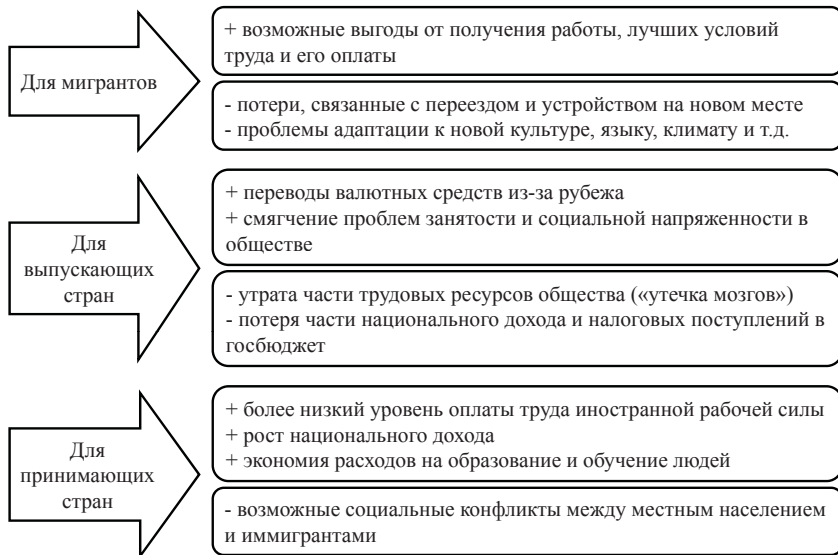 Для мигрантов
+ возможные выгоды от получения работы, лучших условий
труда и его оплаты
- потери, связанные с переездом и устройством на новом месте
- проблемы адаптации к новой культуре, языку, климату и т.д.
Для
выпускающих
стран
+ переводы валютных средств из-за рубежа
+ смягчение проблем занятости и социальной напряженности в
обществе
- утрата части трудовых ресурсов общества («утечка мозгов»)
- потеря части национального дохода и налоговых поступлений в
госбюджет
Для
принимающих
стран
+ более низкий уровень оплаты труда иностранной рабочей силы
+ рост национального дохода
+ экономия расходов на образование и обучение людей
- возможные социальные конфликты между местным населением
и иммигрантами